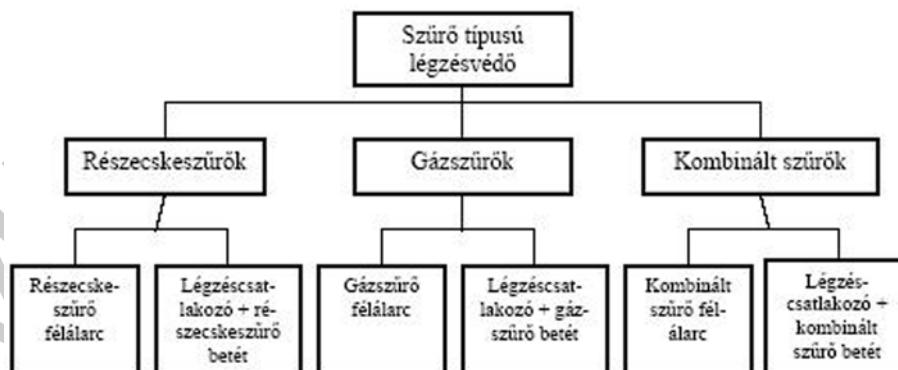 Szűrő típusú
légzésvédő
Részecskeszűrők
Gázszűrők
Kombinált szűrők
Részecske-
szűrő
félálarc
Légzéscsat-
lakozó + ré-
szecskeszűrő
betét
Gázszűrő
félálarc
Légzéscsat-
lakozó + gáz-
szűrő betét
Kombinált
szűrő fél-
álarc
Légzés-
csatlakozó +
kombinált
szűrő betét